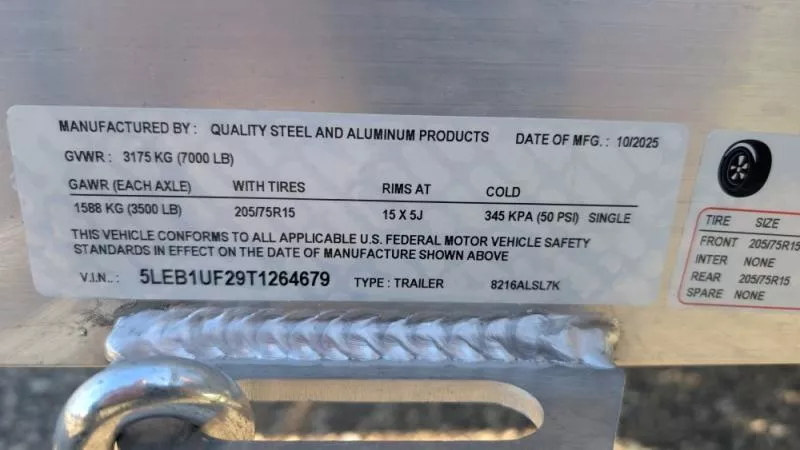 MANUFACTURED BY : QUALITY STEEL AND ALUMINUM PRODUCTS DATE OF MFG. : 10/2025
GVWR : 3175 KG (7000 LB)
GAWR (EACH AXLE) WITH TIRES RIMS AT COLD
1588 KG (3500 LB) 205/75R15 15 X 5J 345 KPA (50 PSI) SINGLE
THIS VEHICLE CONFORMS TO ALL APPLICABLE U.S. FEDERAL MOTOR VEHICLE SAFETY
STANDARDS IN EFFECT ON THE DATE OF MANUFACTURE SHOWN ABOVE
V.I.N.. : 5LEB1UF29T1264679 TYPE : TRAILER 8216ALSL7K
TIRE SIZE
FRONT 205/75R15
INTER NONE
REAR 205/75R15
SPARE NONE